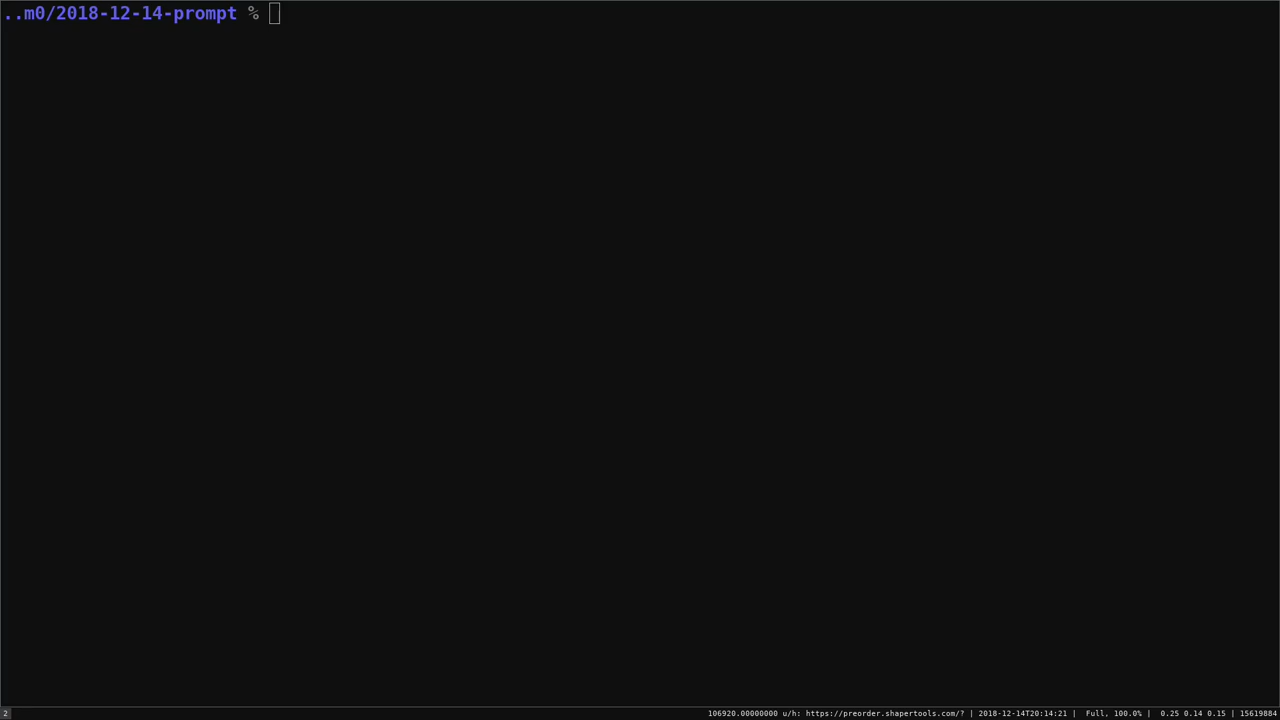 ..m0/2018-12-14-prompt %
2 106920.00000000 u/h: https://preorder.shapertools.com/? | 2018-12-14T20:14:21 | Full, 100.0% | 0.25 0.14 0.15 | 15619884